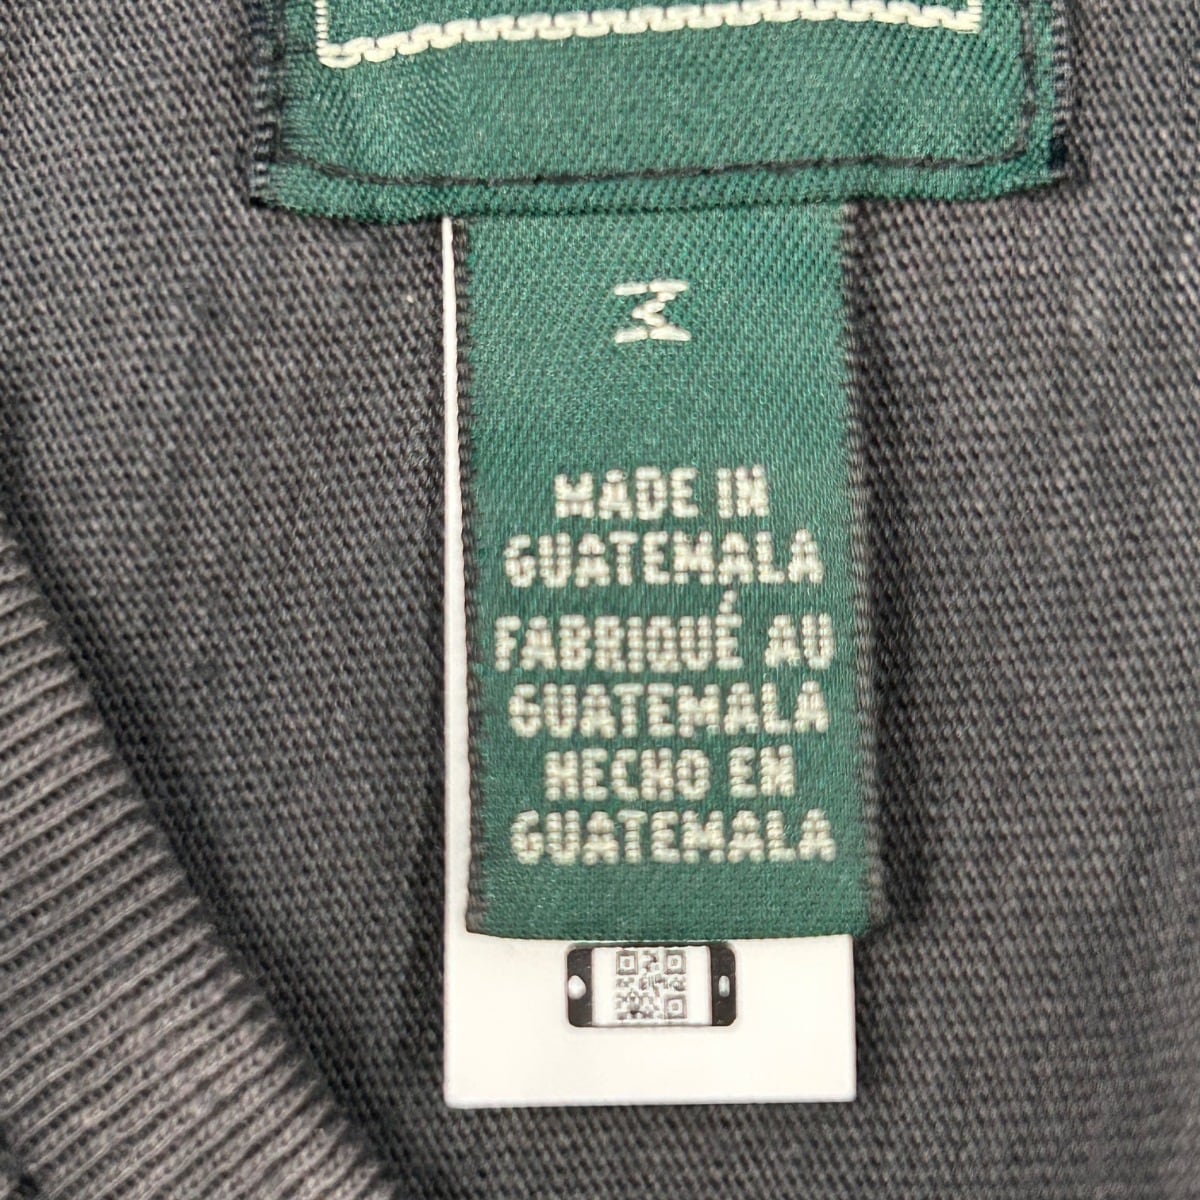 M
MADE IN
GUATEMALA
FABRIQUÉ AU
GUATEMALA
HECHO EN
GUATEMALA